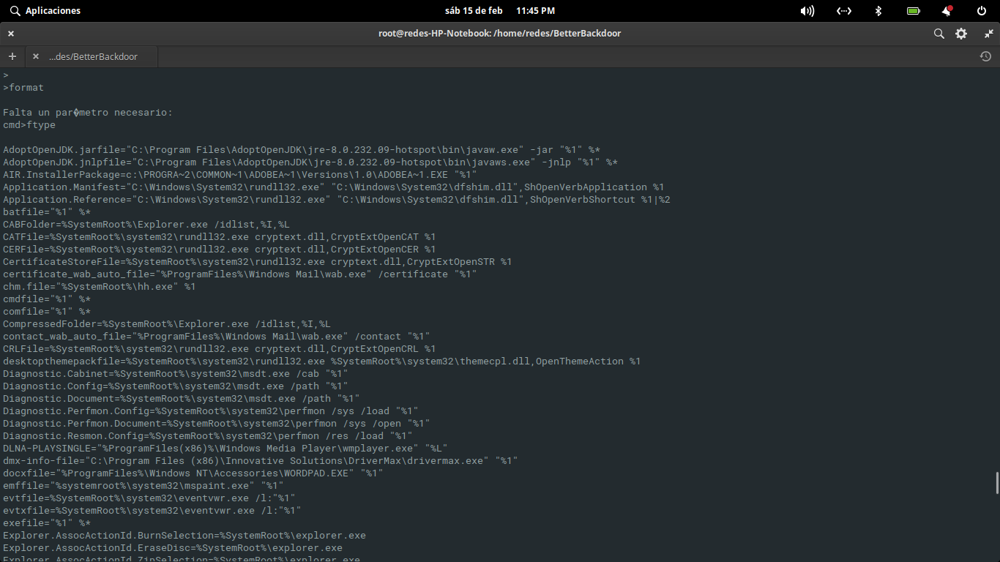 Aplicaciones
sáb 15 de feb 11:45 PM
root@redes-HP-Notebook: /home/redes/BetterBackdoor
...des/BetterBackdoor
>
>format
Falta un par�metro necesario:
cmd>ftype
AdoptOpenJDK.jarfile="C:\Program Files\AdoptOpenJDK\jre-8.0.232.09-hotspot\bin\javaw.exe" -jar "%1" %*
AdoptOpenJDK.jnlpfile="C:\Program Files\AdoptOpenJDK\jre-8.0.232.09-hotspot\bin\javaws.exe" -jnlp "%1" %*
AIR.InstallerPackage=c:\PROGRA~2\COMMON~1\ADOBEA~1\Versions\1.0\ADOBEA~1.EXE "%1"
Application.Manifest="C:\Windows\System32\rundll32.exe" "C:\Windows\System32\dfshim.dll",ShOpenVerbApplication %1
Application.Reference="C:\Windows\System32\rundll32.exe" "C:\Windows\System32\dfshim.dll",ShOpenVerbShortcut %1|%2
batfile="%1" %*
CABFolder=%SystemRoot%\Explorer.exe /idlist,%I,%L
CATFile=%SystemRoot%\system32\rundll32.exe cryptext.dll,CryptExtOpenCAT %1
CERFile=%SystemRoot%\system32\rundll32.exe cryptext.dll,CryptExtOpenCER %1
CertificateStoreFile=%SystemRoot%\system32\rundll32.exe cryptext.dll,CryptExtOpenSTR %1
certificate_wab_auto_file="%ProgramFiles%\Windows Mail\wab.exe" /certificate "%1"
chm.file="%SystemRoot%\hh.exe" %1
cmdfile="%1" %*
comfile="%1" %*
CompressedFolder=%SystemRoot%\Explorer.exe /idlist,%I,%L
contact_wab_auto_file="%ProgramFiles%\Windows Mail\wab.exe" /contact "%1"
CRLFile=%SystemRoot%\system32\rundll32.exe cryptext.dll,CryptExtOpenCRL %1
desktopthemepackfile=%SystemRoot%\system32\rundll32.exe %SystemRoot%\system32\themecpl.dll,OpenThemeAction %1
Diagnostic.Cabinet=%SystemRoot%\system32\msdt.exe /cab "%1"
Diagnostic.Config=%SystemRoot%\system32\msdt.exe /path "%1"
Diagnostic.Document=%SystemRoot%\system32\msdt.exe /path "%1"
Diagnostic.Perfmon.Config=%SystemRoot%\system32\perfmon /sys /load "%1"
Diagnostic.Perfmon.Document=%SystemRoot%\system32\perfmon /sys /open "%1"
Diagnostic.Resmon.Config=%SystemRoot%\system32\perfmon /res /load "%1"
DLNA-PLAYSINGLE="%ProgramFiles(x86)%\Windows Media Player\wmplayer.exe" "%L"
dmx-info-file="C:\Program Files (x86)\Innovative Solutions\DriverMax\drivermax.exe" "%1"
docxfile="%ProgramFiles%\Windows NT\Accessories\WORDPAD.EXE" "%1"
emffile="%systemroot%\system32\mspaint.exe" "%1"
evtfile=%SystemRoot%\system32\eventvwr.exe /l:"%1"
evtxfile=%SystemRoot%\system32\eventvwr.exe /l:"%1"
exefile="%1" %*
Explorer.AssocActionId.BurnSelection=%SystemRoot%\explorer.exe
Explorer.AssocActionId.EraseDisc=%SystemRoot%\explorer.exe
Explorer.AssocActionId.ZipSelection=%SystemRoot%\explorer.exe